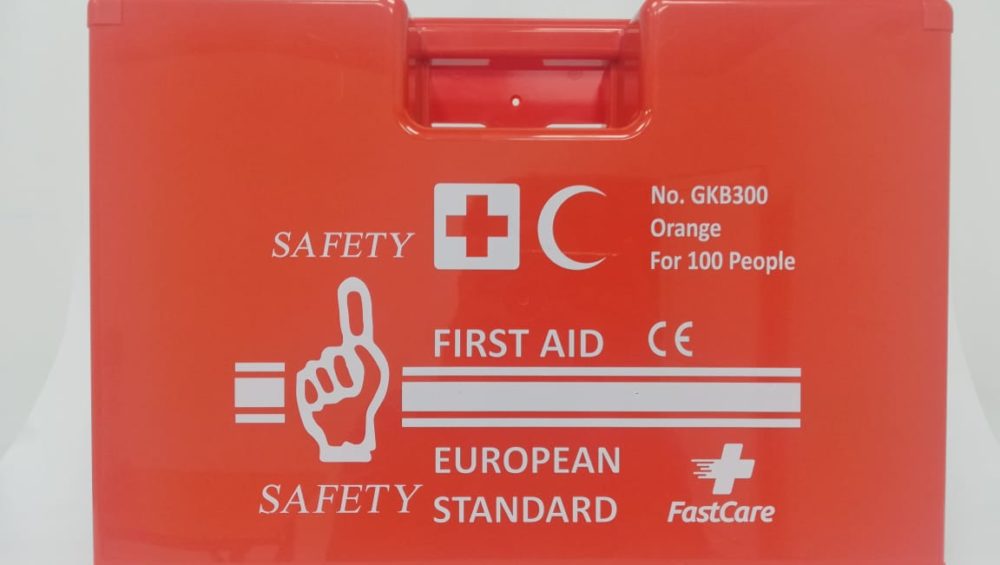 SAFETY
No. GKB300
Orange
For 100 People
FIRST AID CE
EUROPEAN
STANDARD
SAFETY
FastCare